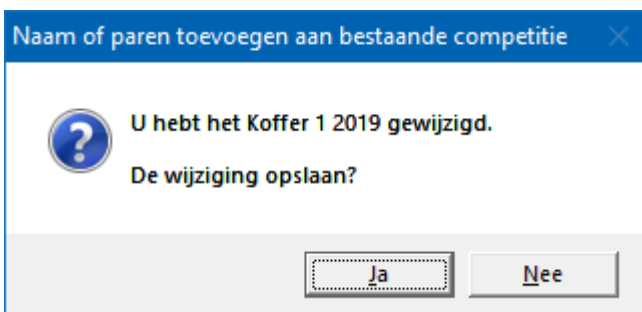 Naam of paren toevoegen aan bestaande competitie
U hebt het Koffer 1 2019 gewijzigd.
De wijziging opslaan?
Ja
Nee